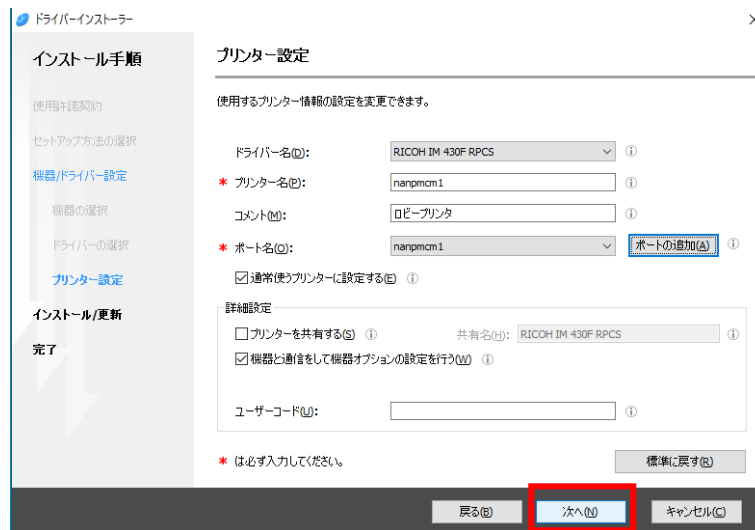 ドライバーインストーラー
インストール手順
使用許諾契約
セットアップ方法の選択
機器/ドライバー設定
機器の選択
ドライバーの選択
プリンター設定
インストール/更新
完了
プリンター設定
使用するプリンター情報の設定を変更できます。
ドライバー名(D): RICOH IM 430F RPCS
* プリンター名(P): nanpmcm1
コメント(M): ロビープリンタ
* ポート名(O): nanpmcm1 ポートの追加(A)
通常使うプリンターに設定する(E)
詳細設定
プリンターを共有する(S) 共有名(H): RICOH IM 430F RPCS
機器と通信をして機器オプションの設定を行う(W)
ユーザーコード(U):
* は必ず入力してください。 標準に戻す(R)
戻る(B) 次へ(N) キャンセル(C)